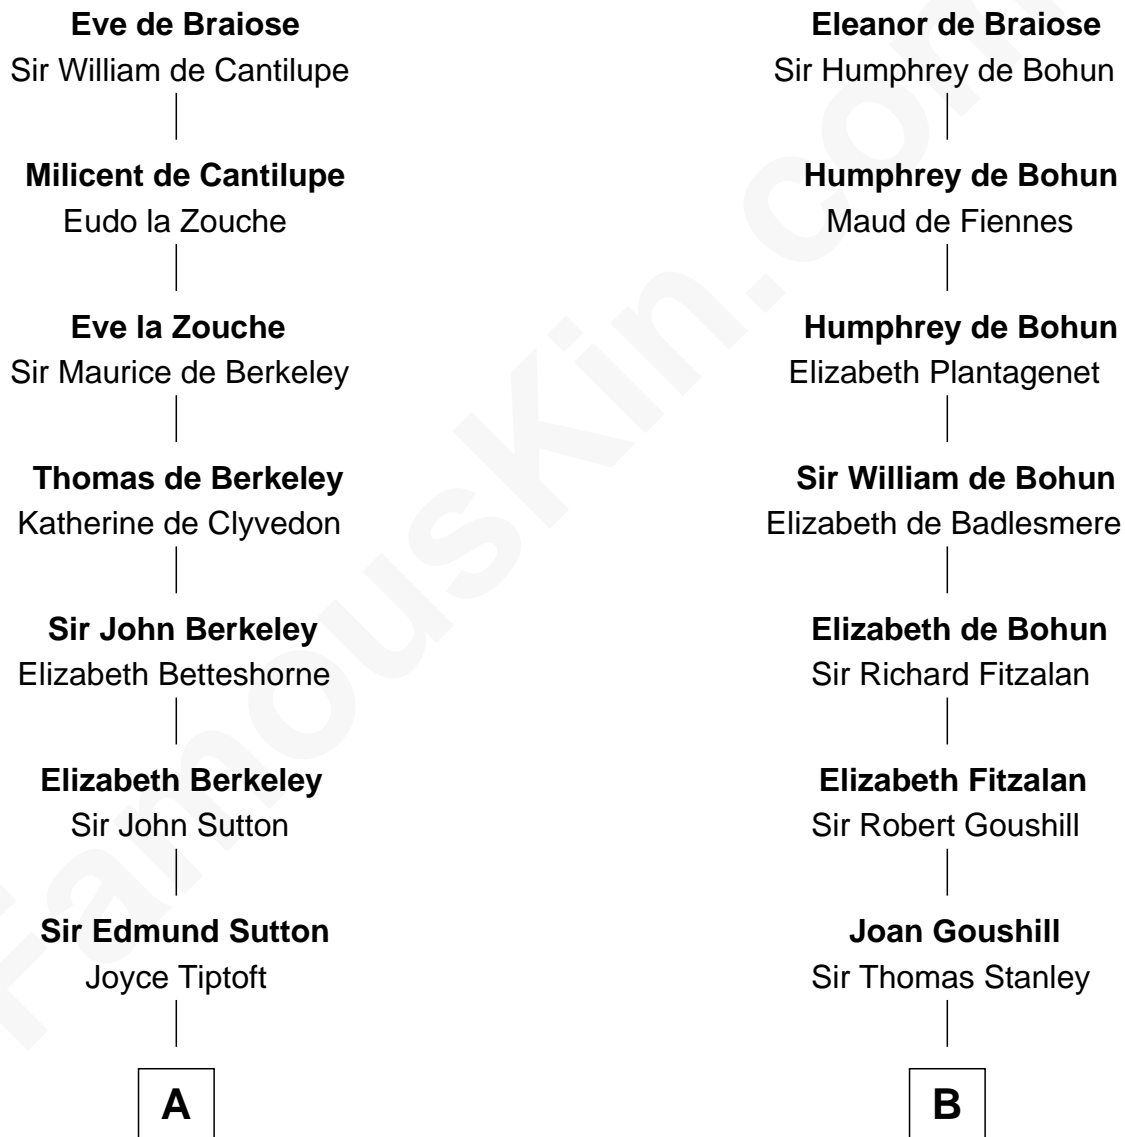 Eve de Braiose
Sir William de Cantilupe
Milicent de Cantilupe
Eudo la Zouche
Eve la Zouche
Sir Maurice de Berkeley
Thomas de Berkeley
Katherine de Clyvedon
Sir John Berkeley
Elizabeth Betteshorne
Elizabeth Berkeley
Sir John Sutton
Sir Edmund Sutton
Joyce Tiptoft
A
Eleanor de Braiose
Sir Humphrey de Bohun
Humphrey de Bohun
Maud de Fiennes
Humphrey de Bohun
Elizabeth Plantagenet
Sir William de Bohun
Elizabeth de Badlesmere
Elizabeth de Bohun
Sir Richard Fitzalan
Elizabeth Fitzalan
Sir Robert Goushill
Joan Goushill
Sir Thomas Stanley
B
FamousKin.com